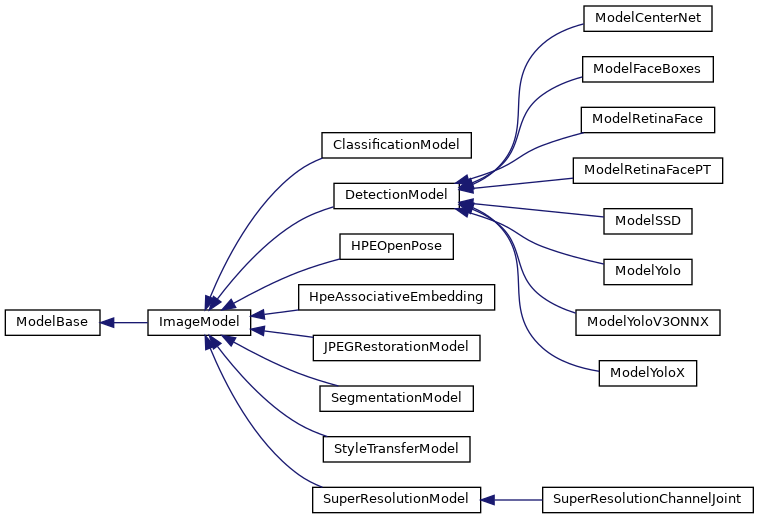 ModelCenterNet
ModelFaceBoxes
ModelRetinaFace
ClassificationModel
ModelRetinaFacePT
DetectionModel
ModelSSD
HPEOpenPose
ModelYolo
HpeAssociativeEmbedding
ModelBase
ImageModel
ModelYoloV3ONNX
JPEGRestorationModel
ModelYoloX
SegmentationModel
StyleTransferModel
SuperResolutionModel
SuperResolutionChannelJoint